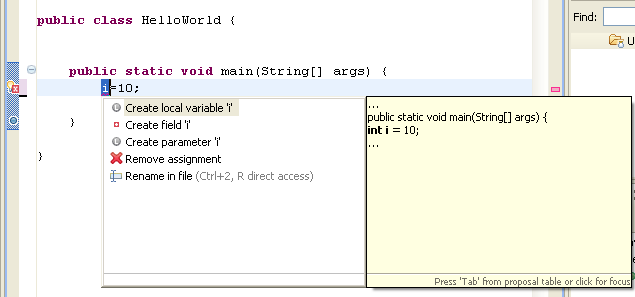 public class HelloWorld {
Find:
U
public static void main(String[] args) {
i=10;
Create local variable 'i'
Create field 'i'
Create parameter 'i'
Remove assignment
Rename in file (Ctrl+2, R direct access)
...
public static void main(String[] args) {
int i = 10;
...
}
}
Press 'Tab' from proposal table or click for focus